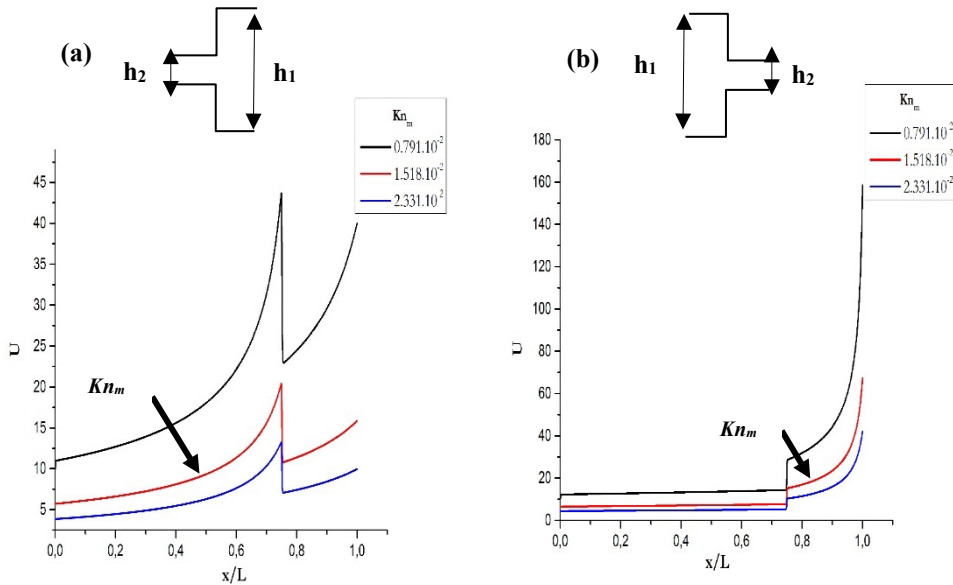 (a)
h₂
h₁
Knₘ
0.791.10⁻²
1.518.10⁻²
2.331.10⁻²
45
40
35
30
25
20
15
10
5
U
Knₘ
0,0
0,2
0,4
0,6
0,8
1,0
x/L
(b)
h₁
h₂
Knₘ
0.791.10⁻²
1.518.10⁻²
2.331.10⁻²
180
160
140
120
100
80
60
40
20
0
U
Knₘ
0,0
0,2
0,4
0,6
0,8
1,0
x/L